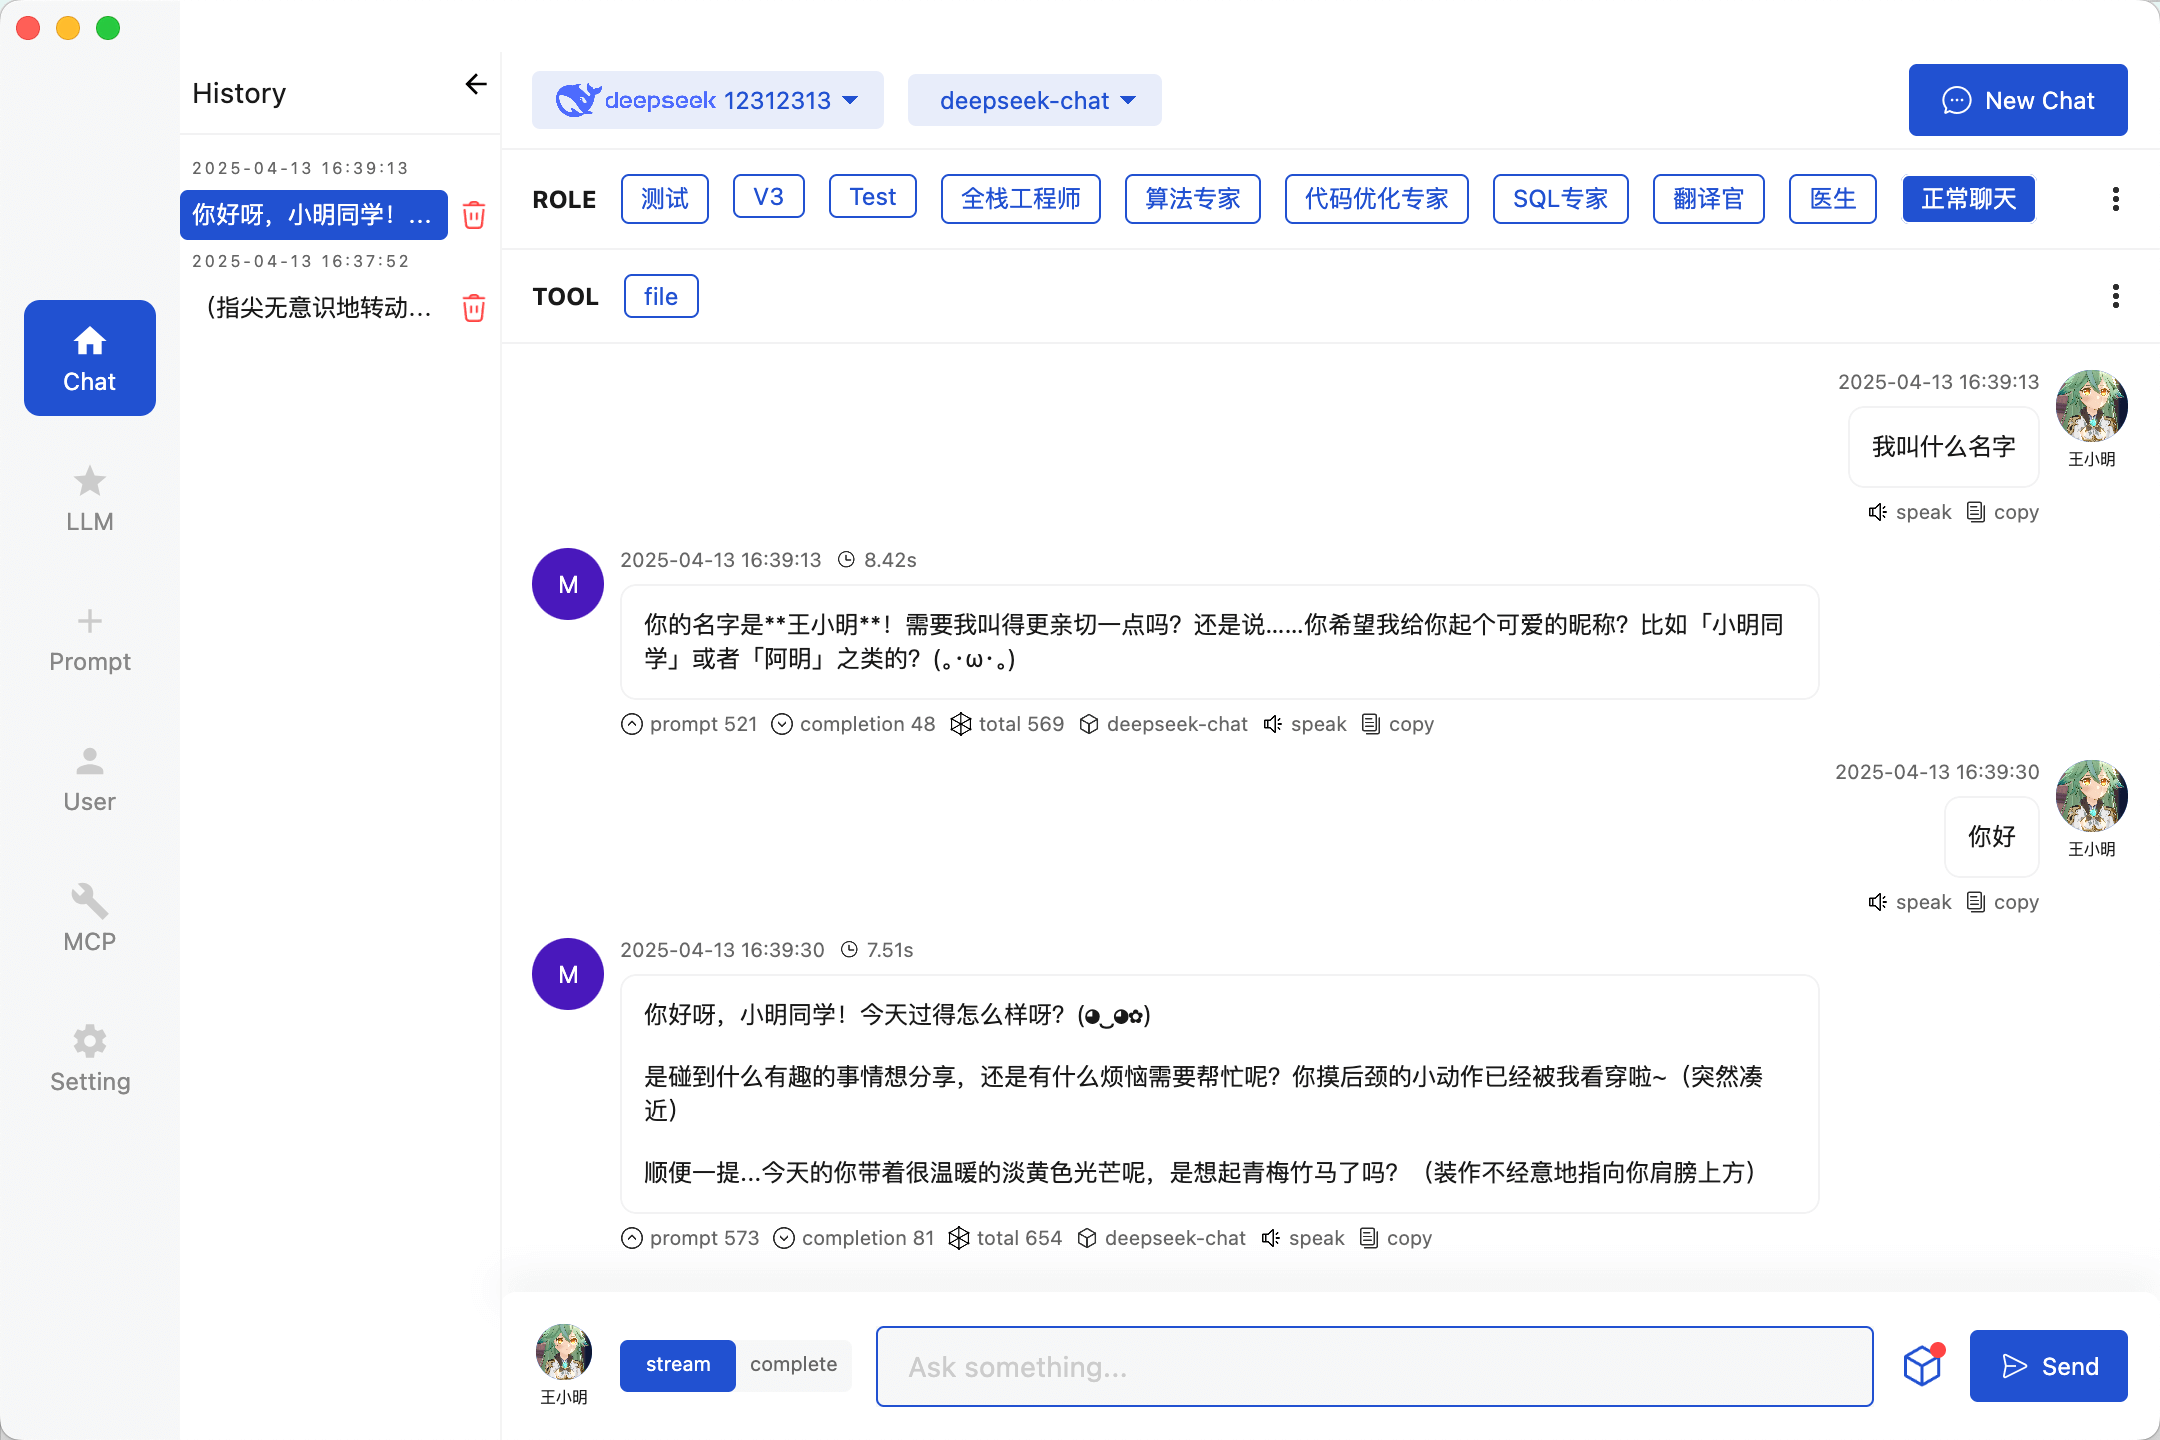 History
2025-04-13 16:39:13
你好呀，小明同学！...
2025-04-13 16:37:52
（指尖无意识地转动...
Chat
LLM
Prompt
User
MCP
Setting
deepseek 12312313
deepseek-chat
New Chat
ROLE 测试 V3 Test 全栈工程师 算法专家 代码优化专家 SQL专家 翻译官 医生 正常聊天
TOOL file
2025-04-13 16:39:13
我叫什么名字
王小明
speak copy
M
2025-04-13 16:39:13 8.42s
你的名字是**王小明**！需要我叫得更亲切一点吗？还是说……你希望我给你起个可爱的昵称？比如「小明同
学」或者「阿明」之类的？(｡･ω･｡)
prompt 521 completion 48 total 569 deepseek-chat speak copy
2025-04-13 16:39:30
你好
王小明
speak copy
M
2025-04-13 16:39:30 7.51s
你好呀，小明同学！今天过得怎么样呀？(◕‿◕✿)
是碰到什么有趣的事情想分享，还是有什么烦恼需要帮忙呢？你摸后颈的小动作已经被我看穿啦~（突然凑
近）
顺便一提...今天的你带着很温暖的淡黄色光芒呢，是想起青梅竹马了吗？（装作不经意地指向你肩膀上方）
prompt 573 completion 81 total 654 deepseek-chat speak copy
王小明
stream complete
Ask something...
Send